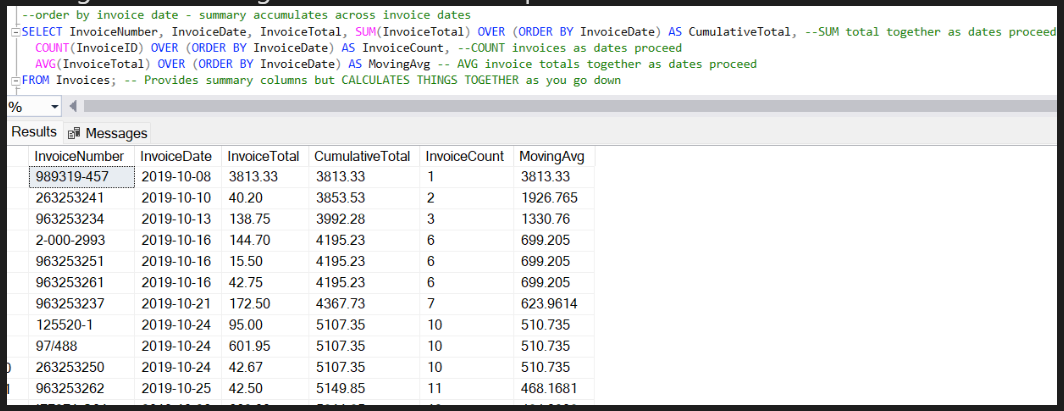 --order by invoice date - summary accumulates across invoice dates
SELECT InvoiceNumber, InvoiceDate, InvoiceTotal, SUM(InvoiceTotal) OVER (ORDER BY InvoiceDate) AS CumulativeTotal, --SUM total together as dates proceed
COUNT(InvoiceID) OVER (ORDER BY InvoiceDate) AS InvoiceCount, --COUNT invoices as dates proceed
AVG(InvoiceTotal) OVER (ORDER BY InvoiceDate) AS MovingAvg -- AVG invoice totals together as dates proceed
FROM Invoices; -- Provides summary columns but CALCULATES THINGS TOGETHER as you go down
%
Results Messages
InvoiceNumber InvoiceDate InvoiceTotal CumulativeTotal InvoiceCount MovingAvg
989319-457 2019-10-08 3813.33 3813.33 1 3813.33
263253241 2019-10-10 40.20 3853.53 2 1926.765
963253234 2019-10-13 138.75 3992.28 3 1330.76
2-000-2993 2019-10-16 144.70 4195.23 6 699.205
963253251 2019-10-16 15.50 4195.23 6 699.205
963253261 2019-10-16 42.75 4195.23 6 699.205
963253237 2019-10-21 172.50 4367.73 7 623.9614
125520-1 2019-10-24 95.00 5107.35 10 510.735
97/488 2019-10-24 601.95 5107.35 10 510.735
263253250 2019-10-24 42.67 5107.35 10 510.735
963253262 2019-10-25 42.50 5149.85 11 468.1681